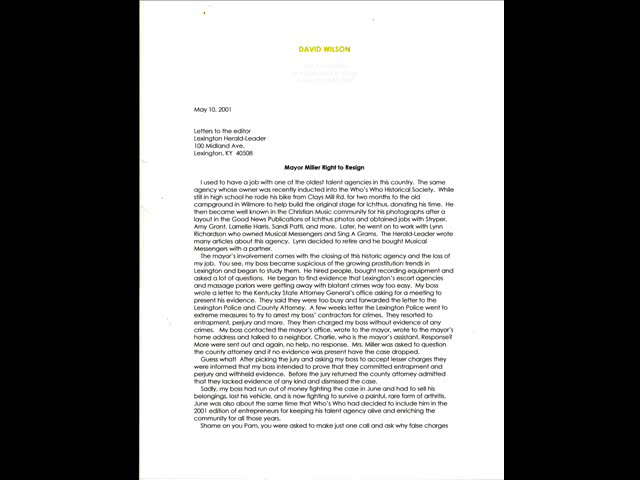 DAVID WILSON
May 10, 2001
Letters to the editor
Lexington Herald-Leader
100 Midland Ave.
Lexington, KY 40508
Mayor Miller Right to Resign
I used to have a job with one of the oldest talent agencies in this country. The same
agency whose owner was recently inducted into the Who's Who Historical Society. While
still in high school he rode his bike from Clays Mill Rd. for two months to the old
campground in Wilmore to help build the original stage for Ichthus, donating his time. He
then became well known in the Christian Music community for his photographs after a
layout in the Good News Publications of Ichthus photos and obtained jobs with Stryper,
Amy Grant, Larnelle Harris, Sandi Patti, and more. Later, he went on to work with Lynn
Richardson who owned Musical Messengers and Sing A Grams. The Herald-Leader wrote
many articles about this agency. Lynn decided to retire and he bought Musical
Messengers with a partner.
The mayor's involvement comes with the closing of this historic agency and the loss of
my job. You see, my boss became suspicious of the growing prostitution trends in
Lexington and began to study them. He hired people, bought recording equipment and
asked a lot of questions. He began to find evidence that Lexington's escort agencies
and massage parlors were getting away with blatant crimes way too easy. My boss
wrote a letter to the Kentucky State Attorney General's office asking for a meeting to
present his evidence. They said they were too busy and forwarded the letter to the
Lexington Police and County Attorney. A few weeks letter the Lexington Police went to
extreme measures to try to arrest my boss' contractors for crimes. They resorted to
entrapment, perjury and more. They then charged my boss without evidence of any
crimes. My boss contacted the mayor's office, wrote to the mayor, wrote to the mayor's
home address and talked to a neighbor, Charlie, who is the mayor's assistant. Response?
More were sent out and again, no help, no response. Mrs. Miller was asked to question
the county attorney and if no evidence was present have the case dropped.
Guess what! After picking the jury and asking my boss to accept lesser charges they
were informed that my boss intended to prove that they committed entrapment and
perjury and withheld evidence. Before the jury returned the county attorney admitted
that they lacked evidence of any kind and dismissed the case.
Sadly, my boss had run out of money fighting the case in June and had to sell his
belongings, lost his vehicle, and is now fighting to survive a painful, rare form of arthritis.
June was also about the same time that Who's Who had decided to include him in the
2001 edition of entrepreneurs for keeping his talent agency alive and enriching the
community for all those years.
Shame on you Pam, you were asked to make just one call and ask why false charges